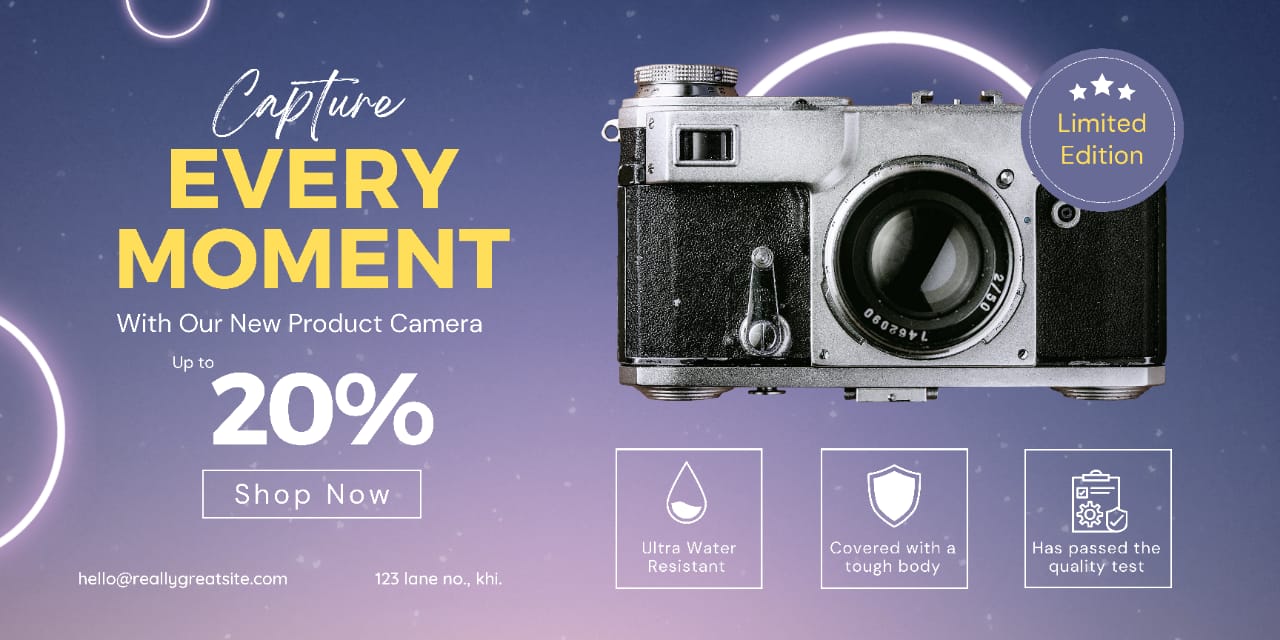 Capture
EVERY
MOMENT
With Our New Product Camera
Up to
20%
Shop Now
hello@reallygreatsite.com
123 lane no., khi.
Limited
Edition
2/50
7462090
Ultra Water
Resistant
Covered with a
tough body
Has passed the
quality test